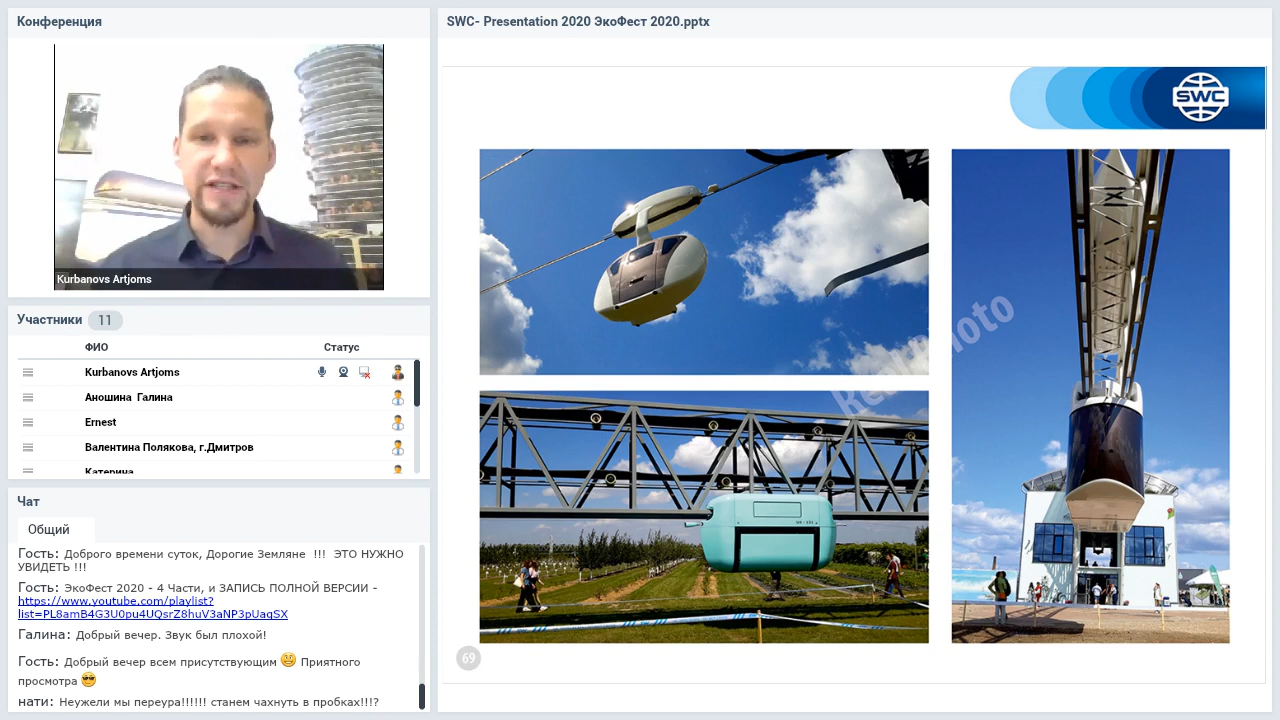 Конференция
Kurbanovs Artjoms
Участники 11
ФИО Статус
Kurbanovs Artjoms
Аношина Галина
Ernest
Валентина Полякова, г.Дмитров
Катерина
Чат
Общий
Гость: Доброго времени суток, Дорогие Земляне !!! ЭТО НУЖНО
УВИДЕТЬ !!!
Гость: ЭкоФест 2020 - 4 Части, и ЗАПИСЬ ПОЛНОЙ ВЕРСИИ -
https://www.youtube.com/playlist?
list=PL8amB4G3U0pu4UQsrZ8huV3aNP3pUaqSX
Галина: Добрый вечер. Звук был плохой!
Гость: Добрый вечер всем присутствующим Приятного
просмотра
нати: Неужели мы переура!!!!!! станем чахнуть в пробках!!!?
SWC- Presentation 2020 ЭкоФест 2020.pptx
SWC
69